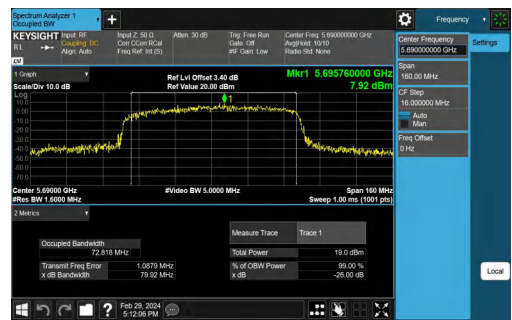 Spectrum Analyzer 1
Occupied BW
Frequency
KEYSIGHT Input: RF Input Z: 50 Ω Atten: 30 dB Trig: Free Run Center Freq: 5.690000000 GHz
RL Coupling: DC Corr CCorr RCal Gate: Off Avg|Hold: 10/10
Align: Auto Freq Ref: Int (S) #IF Gain: Low Radio Std: None
LV
Center Frequency
5.690000000 GHz
Settings
Span
160.00 MHz
CF Step
16.000000 MHz
Auto
Man
Freq Offset
0 Hz
Local
1 Graph
Ref Lvl Offset 3.40 dB
Mkr1 5.695760000 GHz
Scale/Div 10.0 dB
Ref Value 20.00 dBm
7.92 dBm
Log
10.0
0.00
-10.0
-20.0
-30.0
-40.0
-50.0
-60.0
-70.0
1
Center 5.69000 GHz
#Video BW 5.0000 MHz
Span 160 MHz
#Res BW 1.6000 MHz
Sweep 1.00 ms (1001 pts)
2 Metrics
Measure Trace Trace 1
Occupied Bandwidth
72.818 MHz
Total Power 19.0 dBm
Transmit Freq Error 1.0879 MHz
% of OBW Power 99.00 %
x dB Bandwidth 79.92 MHz
x dB -26.00 dB
Feb 29, 2024
5:12:06 PM